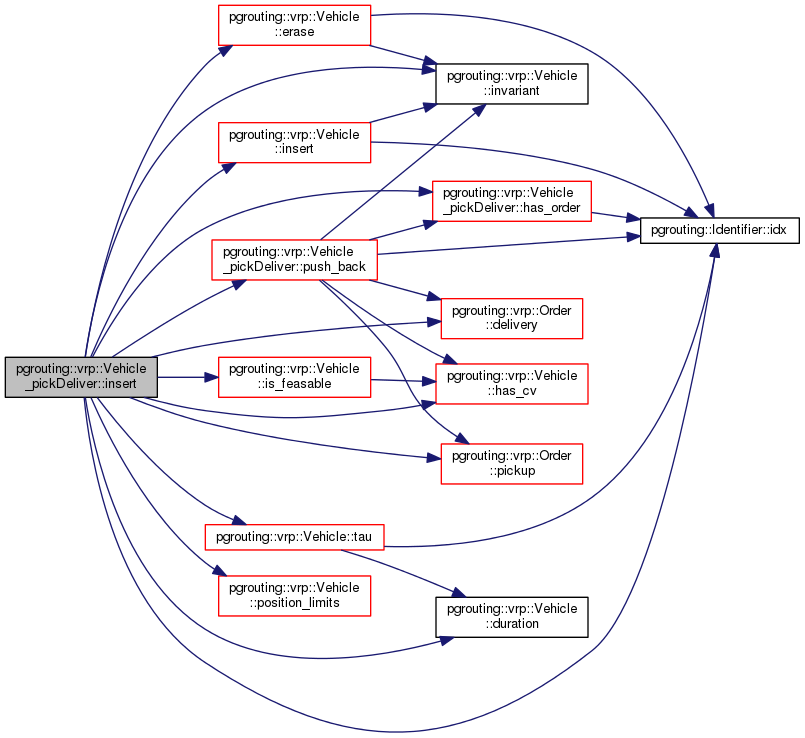 pgrouting::vrp::Vehicle
::erase
pgrouting::vrp::Vehicle
::invariant
pgrouting::vrp::Vehicle
::insert
pgrouting::vrp::Vehicle
_pickDeliver::has_order
pgrouting::Identifier::idx
pgrouting::vrp::Vehicle
_pickDeliver::push_back
pgrouting::vrp::Order
::delivery
pgrouting::vrp::Vehicle
_pickDeliver::insert
pgrouting::vrp::Vehicle
::is_feasable
pgrouting::vrp::Vehicle
::has_cv
pgrouting::vrp::Order
::pickup
pgrouting::vrp::Vehicle::tau
pgrouting::vrp::Vehicle
::position_limits
pgrouting::vrp::Vehicle
::duration